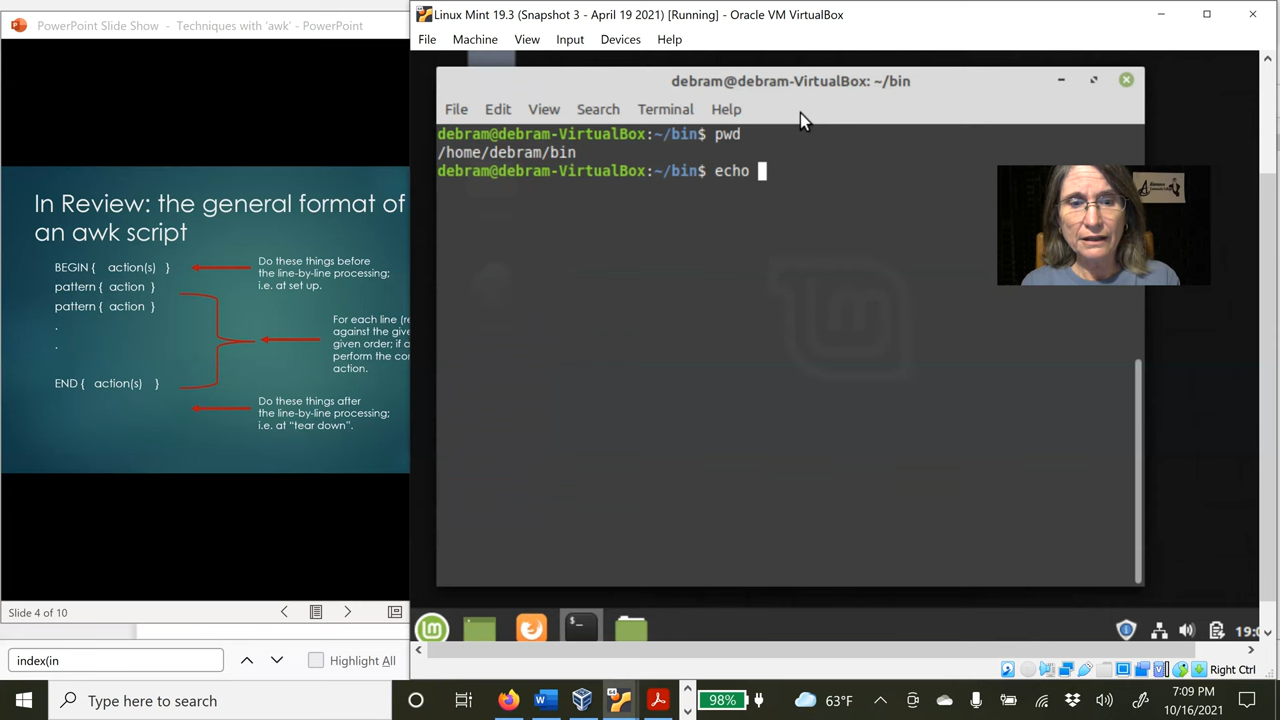 PowerPoint Slide Show - Techniques with 'awk' - PowerPoint
In Review: the general format of
an awk script
BEGIN { action(s) }
pattern { action }
pattern { action }
.
.
END { action(s) }
Do these things before
the line-by-line processing;
i.e. at set up.
For each line (re
against the give
given order; if a
perform the cor
action.
Do these things after
the line-by-line processing;
i.e. at “tear down”.
Slide 4 of 10
index(in
Highlight All
Linux Mint 19.3 (Snapshot 3 - April 19 2021) [Running] - Oracle VM VirtualBox
File Machine View Input Devices Help
debram@debram-VirtualBox: ~/bin
File Edit View Search Terminal Help
debram@debram-VirtualBox:~/bin$ pwd
/home/debram/bin
debram@debram-VirtualBox:~/bin$ echo
19:0
Right Ctrl
Type here to search
98%
63°F
7:09 PM
10/16/2021